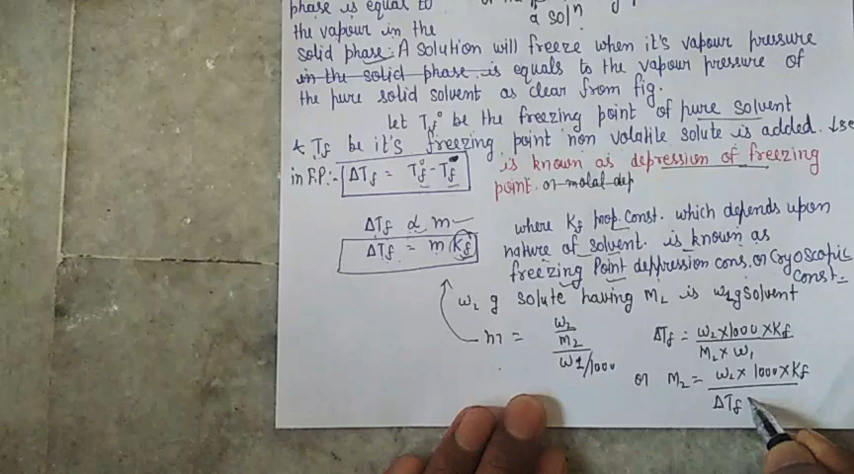 phase is equal to
the vapour in the
a soln
solid phase: A solution will freeze when it's vapour pressure
in the solid phase is equals to the vapour pressure of
the pure solid solvent as clear from fig.
let Tf° be the freezing point of pure solvent
& Tf be it's freezing point non volatile solute is added. ↓se
in F.P:- ΔTf = Tf° - Tf is known as depression of freezing
point. or molal dep
ΔTf ∝ m
ΔTf = m Kf
where Kf prop. const. which depends upon
nature of solvent. is known as
freezing Point depression cons. or Cryoscopic
const
w2 g solute having M2 is w1g solvent
m = w2/M2 / w1/1000
ΔTf = w2 x 1000 x Kf / M2 x w1
or M2 = w2 x 1000 x Kf / ΔTf